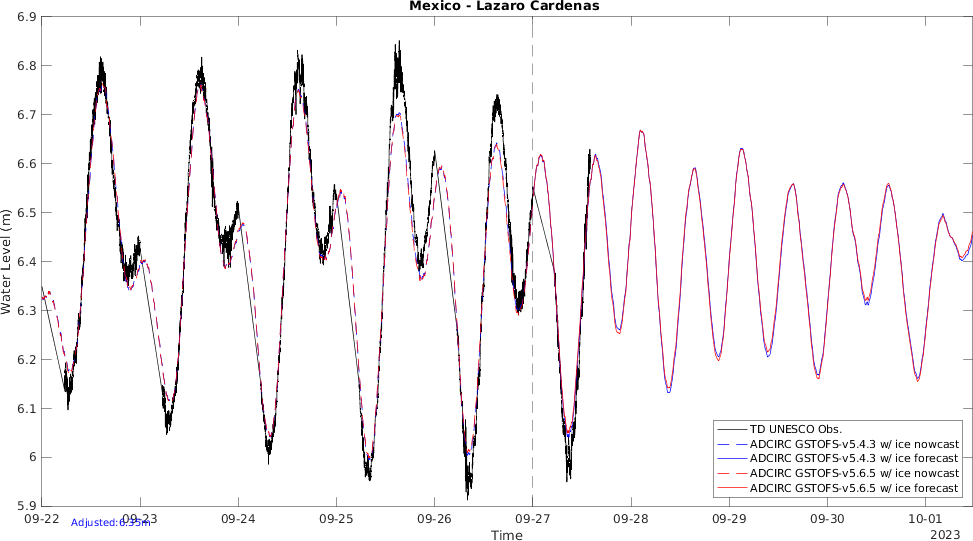 Mexico - Lazaro Cardenas
6.9
6.8
6.7
6.6
6.5
6.4
6.3
6.2
6.1
6
5.9
Water Level (m)
TD UNESCO Obs.
ADCIRC GSTOFS-v5.4.3 w/ ice nowcast
ADCIRC GSTOFS-v5.4.3 w/ ice forecast
ADCIRC GSTOFS-v5.6.5 w/ ice nowcast
ADCIRC GSTOFS-v5.6.5 w/ ice forecast
09-22 09-23 09-24 09-25 09-26 09-27 09-28 09-29 09-30 10-01
Adjusted:6.35m
Time
2023